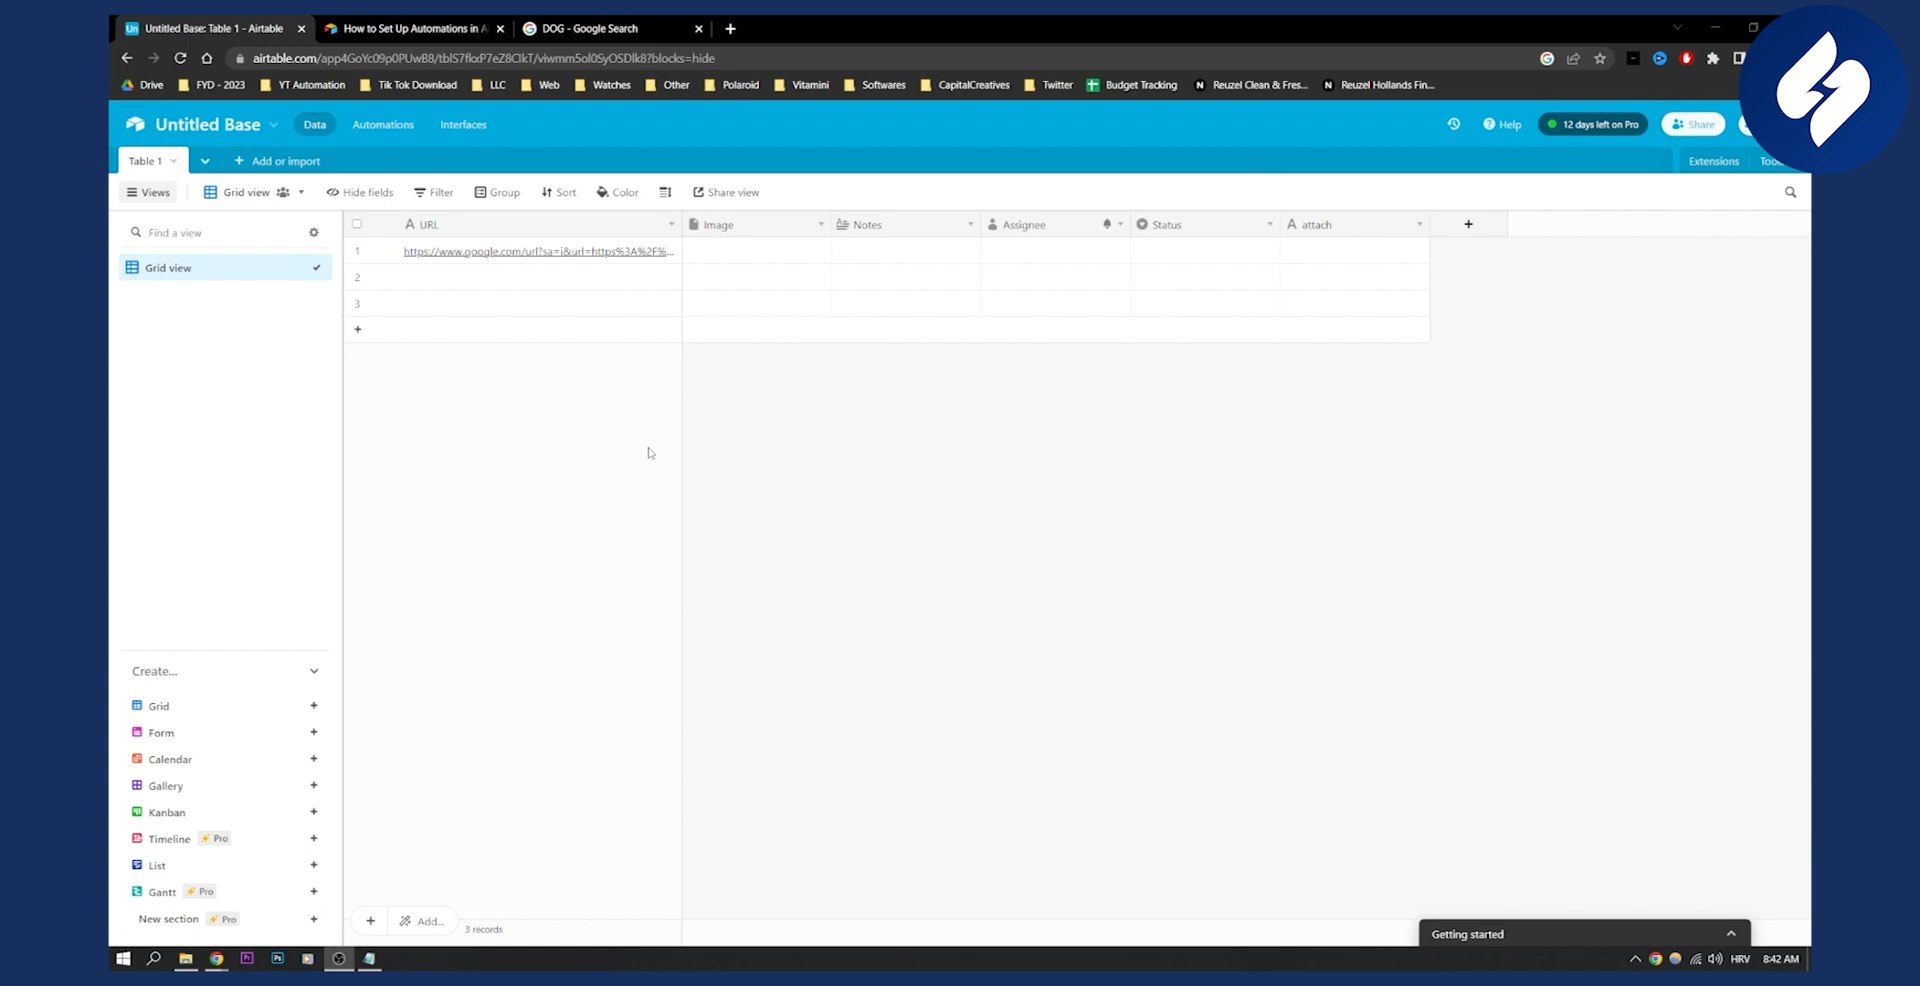 Un Untitled Base: Table 1 - Airtable
How to Set Up Automations in A
DOG - Google Search
airtable.com/app4GoYc09p0PUwB8/tblS7fkxP7eZ8ClkT/viwmm5ol0SyOSDlk8?blocks=hide
Drive FYD - 2023 YT Automation Tik Tok Download LLC Web Watches Other Polaroid Vitamini Softwares CapitalCreatives Twitter Budget Tracking Reuzel Clean & Fres... Reuzel Hollands Fin...
Untitled Base Data Automations Interfaces Help 12 days left on Pro Share
Table 1 Add or import Extensions
Views Grid view Hide fields Filter Group Sort Color Share view
Find a view
Grid view
URL Image Notes Assignee Status attach
1 https://www.google.com/url?sa=i&url=https%3A%2F%...
2
3
Create...
Grid
Form
Calendar
Gallery
Kanban
Timeline Pro
List
Gantt Pro
New section Pro
Add...
3 records
Getting started
HRV 8:42 AM